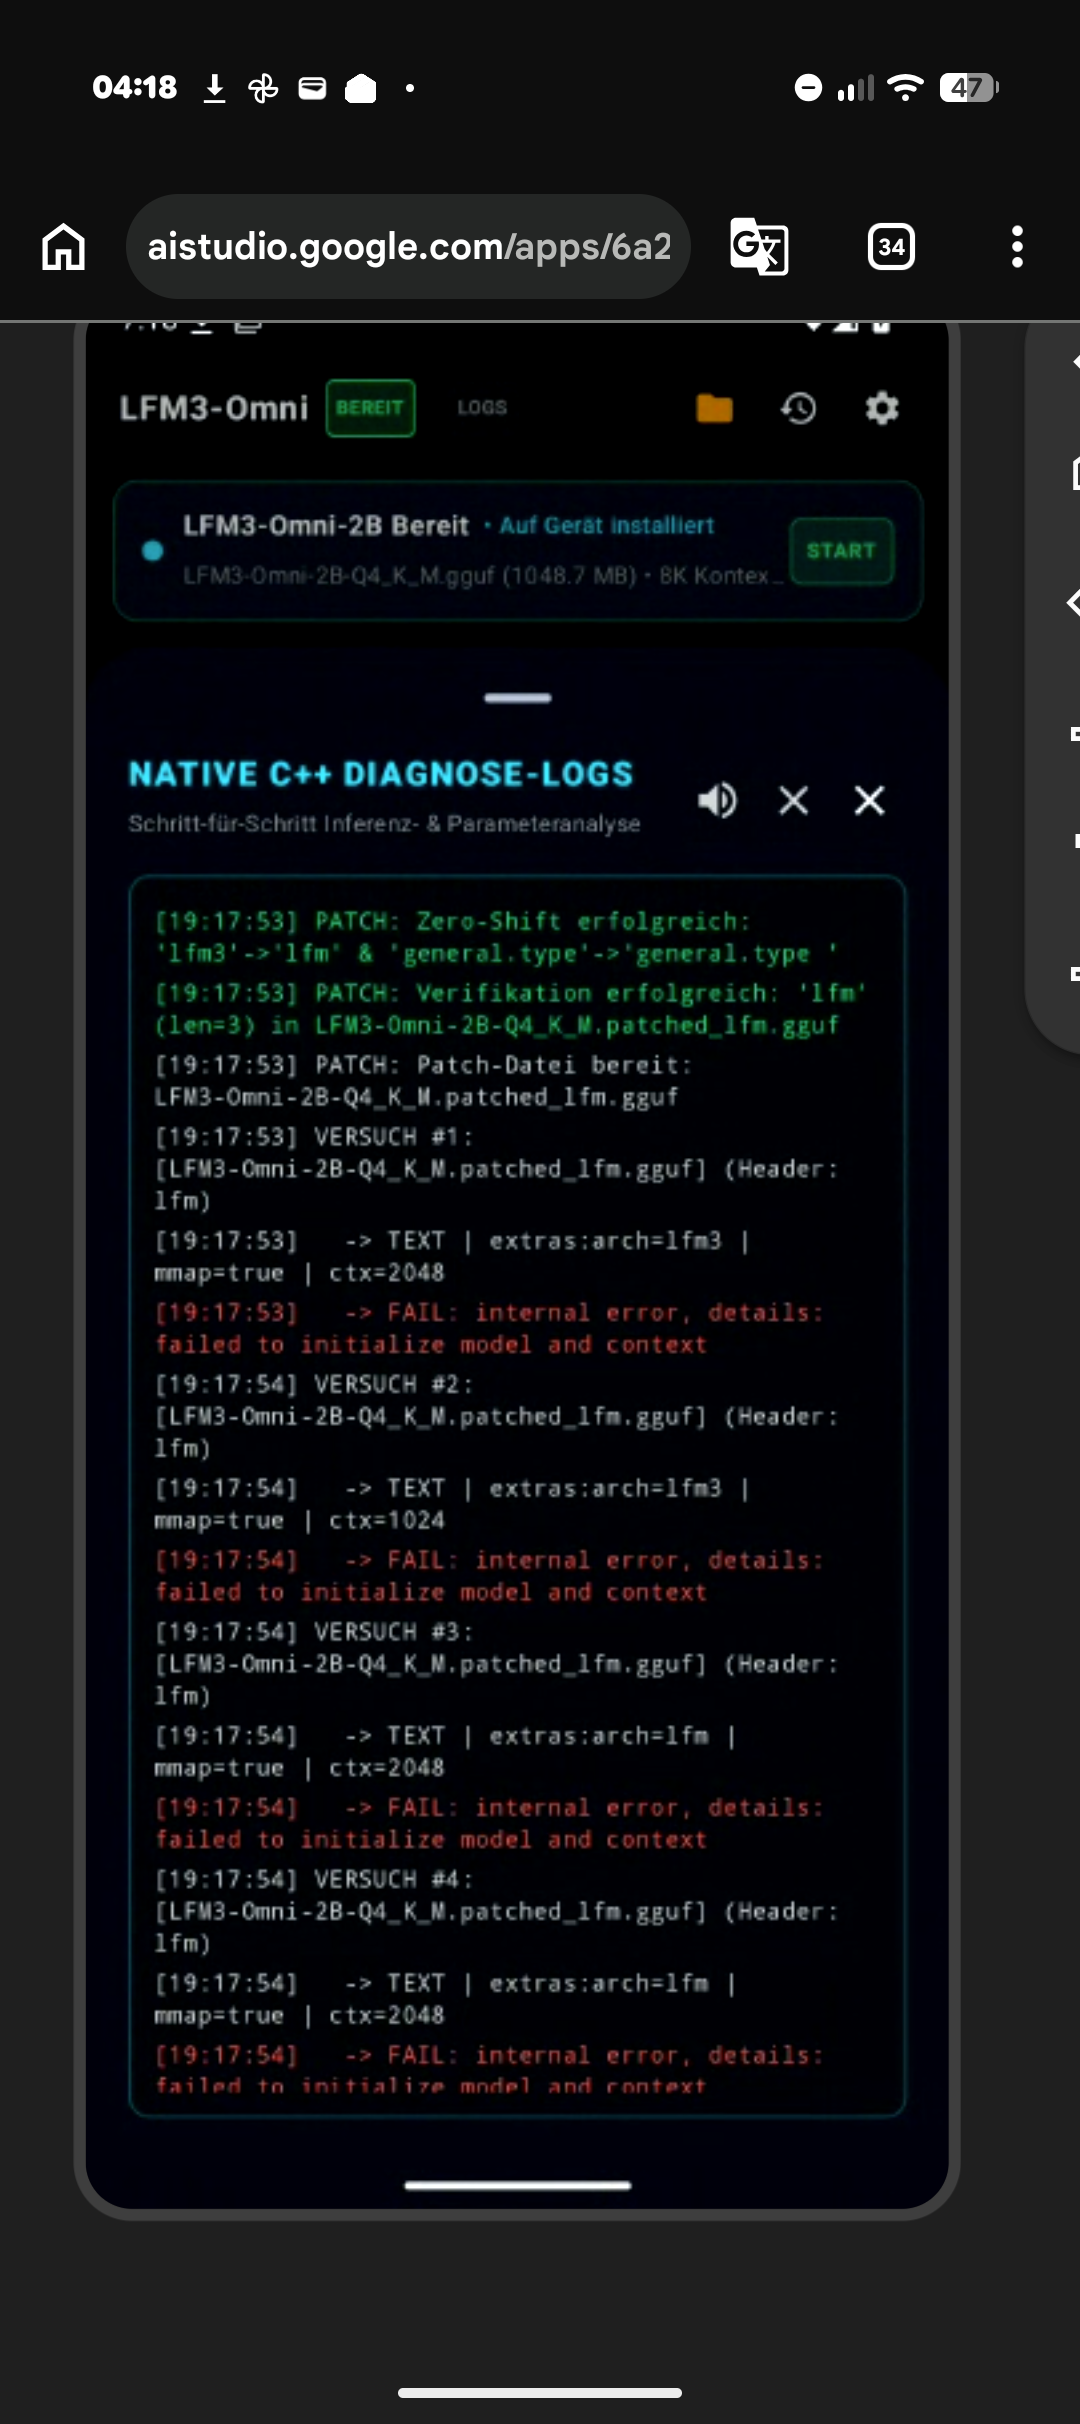 04:18
47
aistudio.google.com/apps/6a2
34
LFM3-Omni BEREIT LOGS
LFM3-Omni-2B Bereit • Auf Gerät installiert
LFM3-Omni-2B-Q4_K_M.gguf (1048.7 MB) • 8K Kontex…
START
NATIVE C++ DIAGNOSE-LOGS
Schritt-für-Schritt Inferenz- & Parameteranalyse
[19:17:53] PATCH: Zero-Shift erfolgreich:
'lfm3'->'lfm' & 'general.type'->'general.type '
[19:17:53] PATCH: Verifikation erfolgreich: 'lfm'
(len=3) in LFM3-Omni-2B-Q4_K_M.patched_lfm.gguf
[19:17:53] PATCH: Patch-Datei bereit:
LFM3-Omni-2B-Q4_K_M.patched_lfm.gguf
[19:17:53] VERSUCH #1:
[LFM3-Omni-2B-Q4_K_M.patched_lfm.gguf] (Header:
lfm)
[19:17:53] -> TEXT | extras:arch=lfm3 |
mmap=true | ctx=2048
[19:17:53] -> FAIL: internal error, details:
failed to initialize model and context
[19:17:54] VERSUCH #2:
[LFM3-Omni-2B-Q4_K_M.patched_lfm.gguf] (Header:
lfm)
[19:17:54] -> TEXT | extras:arch=lfm3 |
mmap=true | ctx=1024
[19:17:54] -> FAIL: internal error, details:
failed to initialize model and context
[19:17:54] VERSUCH #3:
[LFM3-Omni-2B-Q4_K_M.patched_lfm.gguf] (Header:
lfm)
[19:17:54] -> TEXT | extras:arch=lfm |
mmap=true | ctx=2048
[19:17:54] -> FAIL: internal error, details:
failed to initialize model and context
[19:17:54] VERSUCH #4:
[LFM3-Omni-2B-Q4_K_M.patched_lfm.gguf] (Header:
lfm)
[19:17:54] -> TEXT | extras:arch=lfm |
mmap=true | ctx=2048
[19:17:54] -> FAIL: internal error, details:
failed to initialize model and context